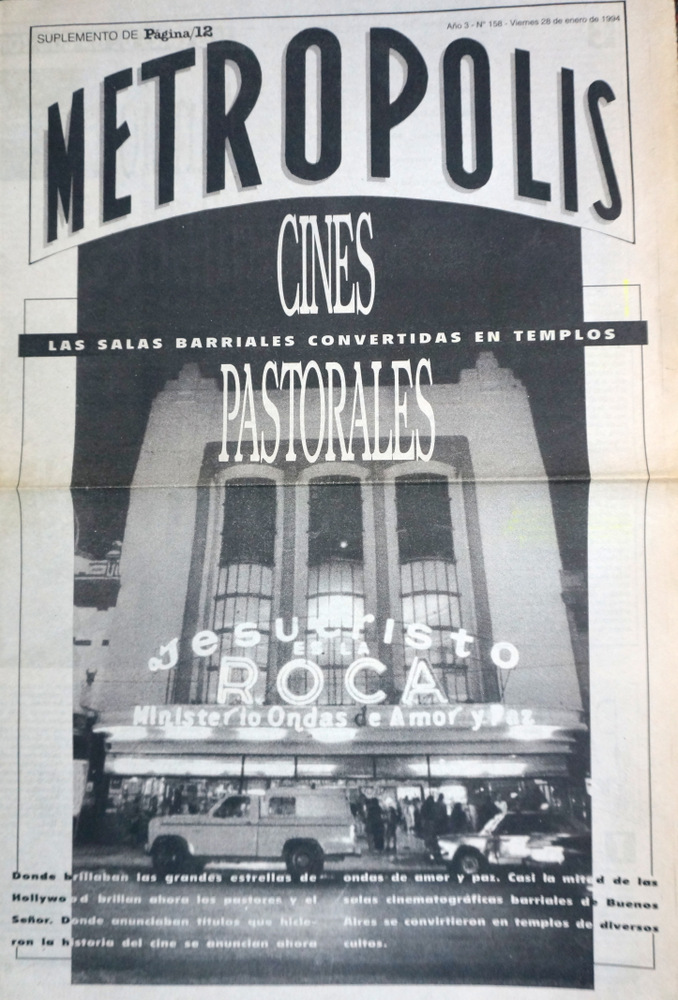 SUPLEMENTO DE Página/12
Año 3 - N° 158 - Viernes 28 de enero de 1994
METROPOLIS
CINES
LAS SALAS BARRIALES CONVERTIDAS EN TEMPLOS
PASTORALES
Jesucristo
ES LA
ROCA
Ministerio Ondas de Amor y Paz
Donde brillaban las grandes estrellas de
Hollywood brillan ahora los pastores y el
Señor. Donde anunciaban títulos que hicie-
ron la historia del cine se anuncian ahora
ondas de amor y paz. Casi la mitad de las
salas cinematográficas barriales de Buenos
Aires se convirtieron en templos de diversos
cultos.